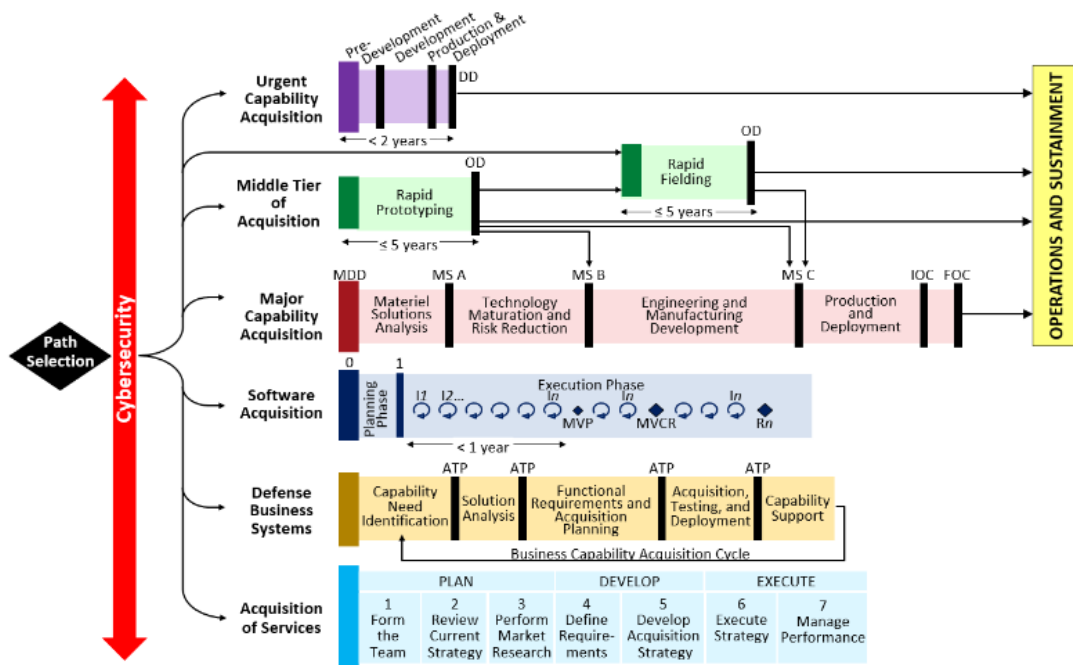 Pre-
Development
Development
Production &
Deployment
Urgent
Capability
Acquisition
DD
< 2 years
Middle Tier
of
Acquisition
Rapid
Prototyping
OD
≤ 5 years
Rapid
Fielding
OD
≤ 5 years
Major
Capability
Acquisition
MDD
MS A
MS B
MS C
IOC
FOC
Materiel
Solutions
Analysis
Technology
Maturation and
Risk Reduction
Engineering and
Manufacturing
Development
Production
and
Deployment
OPERATIONS AND SUSTAINMENT
Path
Selection
Cybersecurity
Software
Acquisition
0
1
Planning
Phase
Execution Phase
I1
I2...
In
In
In
MVP
MVCR
Rn
< 1 year
Defense
Business
Systems
ATP
ATP
ATP
ATP
Capability
Need
Identification
Solution
Analysis
Functional
Requirements and
Acquisition
Planning
Acquisition,
Testing, and
Deployment
Capability
Support
Business Capability Acquisition Cycle
Acquisition
of Services
PLAN
DEVELOP
EXECUTE
1
Form
the
Team
2
Review
Current
Strategy
3
Perform
Market
Research
4
Define
Require-
ments
5
Develop
Acquisition
Strategy
6
Execute
Strategy
7
Manage
Performance